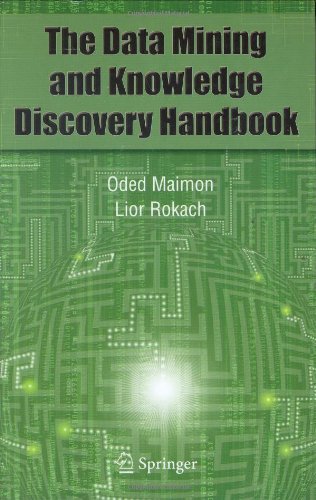 The Data Mining
and Knowledge
Discovery Handbook
Oded Maimon
Lior Rokach
Springer